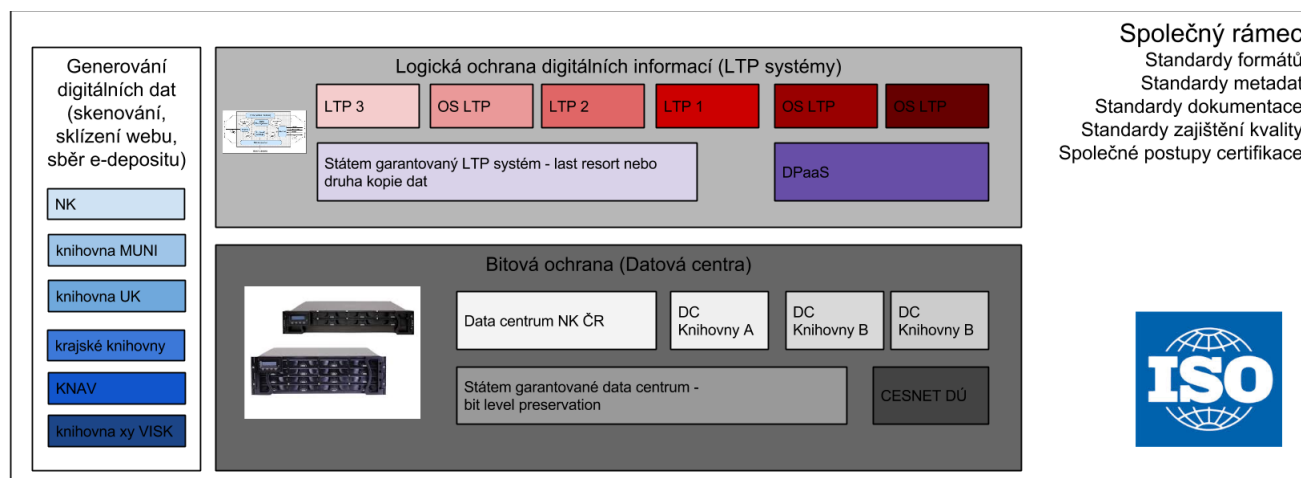 Generování
digitálních dat
(skenování,
sklízení webu,
sběr e-depositu)
NK
knihovna MUNI
knihovna UK
krajské knihovny
KNAV
knihovna xy VISK
Logická ochrana digitálních informací (LTP systémy)
LTP 3
OS LTP
LTP 2
LTP 1
OS LTP
OS LTP
Státem garantovaný LTP systém - last resort nebo
druha kopie dat
DPaaS
Bitová ochrana (Datová centra)
Data centrum NK ČR
DC
Knihovny A
DC
Knihovny B
DC
Knihovny B
Státem garantované data centrum -
bit level preservation
CESNET DÚ
Společný rámec
Standardy formátů
Standardy metadat
Standardy dokumentace
Standardy zajištění kvality
Společné postupy certifikace
ISO